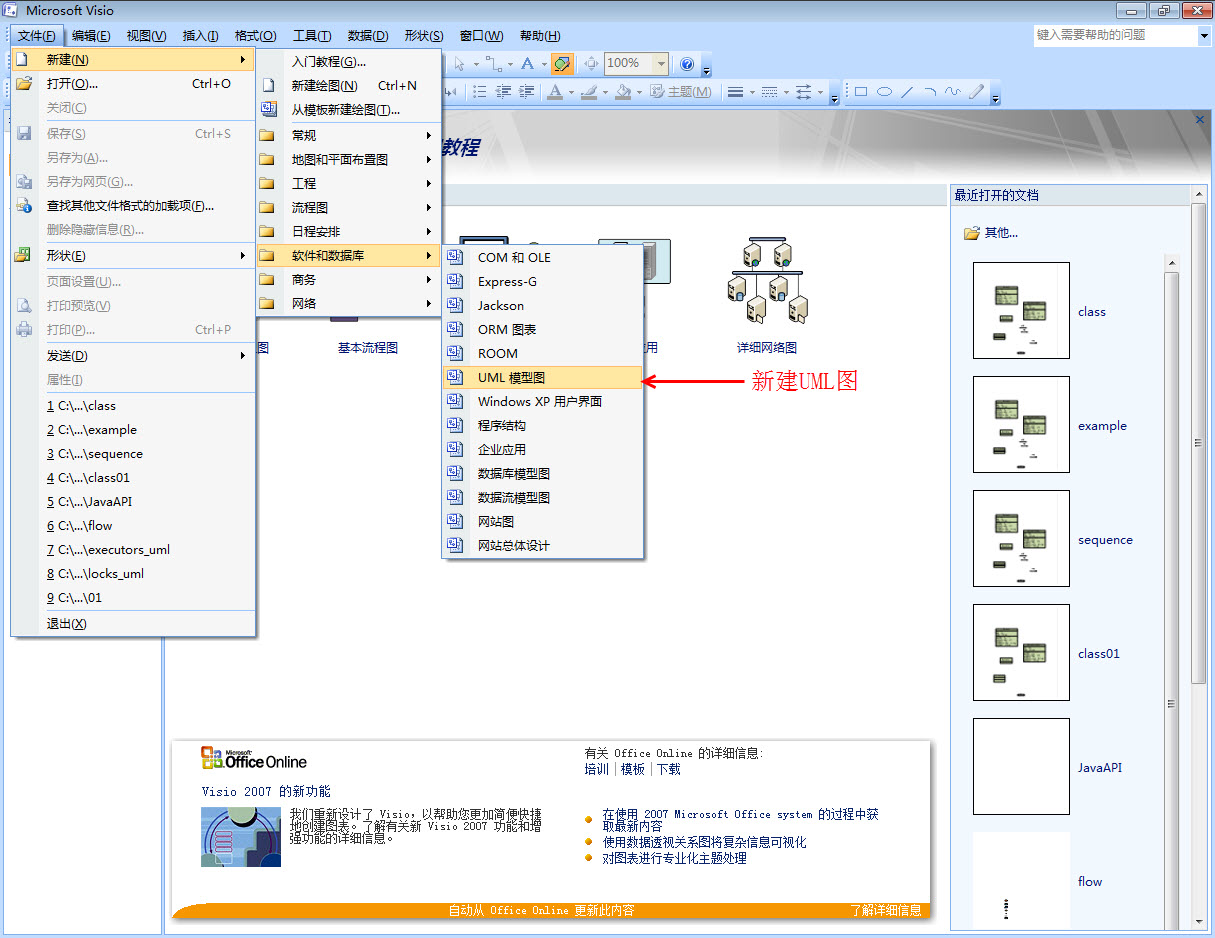 Microsoft Visio
文件(F) 编辑(E) 视图(V) 插入(I) 格式(O) 工具(T) 数据(D) 形状(S) 窗口(W) 帮助(H) 键入需要帮助的问题
100%
主题(M)
新建(N)
打开(O)... Ctrl+O
关闭(C)
保存(S) Ctrl+S
另存为(A)...
另存为网页(G)...
查找其他文件格式的加载项(F)...
删除隐藏信息(R)...
形状(E)
页面设置(U)...
打印预览(V)
打印(P)... Ctrl+P
发送(D)
属性(I)
1 C:\...\class
2 C:\...\example
3 C:\...\sequence
4 C:\...\class01
5 C:\...\JavaAPI
6 C:\...\flow
7 C:\...\executors_uml
8 C:\...\locks_uml
9 C:\...\01
退出(X)
入门教程(G)...
新建绘图(N) Ctrl+N
从模板新建绘图(T)...
常规
地图和平面布置图
工程
流程图
日程安排
软件和数据库
商务
网络
COM 和 OLE
Express-G
Jackson
ORM 图表
ROOM
UML 模型图
Windows XP 用户界面
程序结构
企业应用
数据库模型图
数据流模型图
网站图
网站总体设计
新建UML图
教程
图
基本流程图
用
详细网络图
最近打开的文档
其他...
class
example
sequence
class01
JavaAPI
flow
Microsoft
Office Online
Visio 2007 的新功能
我们重新设计了 Visio，以帮助您更加简便快捷
地创建图表。了解有关新 Visio 2007 功能和增
强功能的详细信息。
有关 Office Online 的详细信息:
培训 | 模板 | 下载
在使用 2007 Microsoft Office system 的过程中获
取最新内容
使用数据透视关系图将复杂信息可视化
对图表进行专业化主题处理
自动从 Office Online 更新此内容
了解详细信息